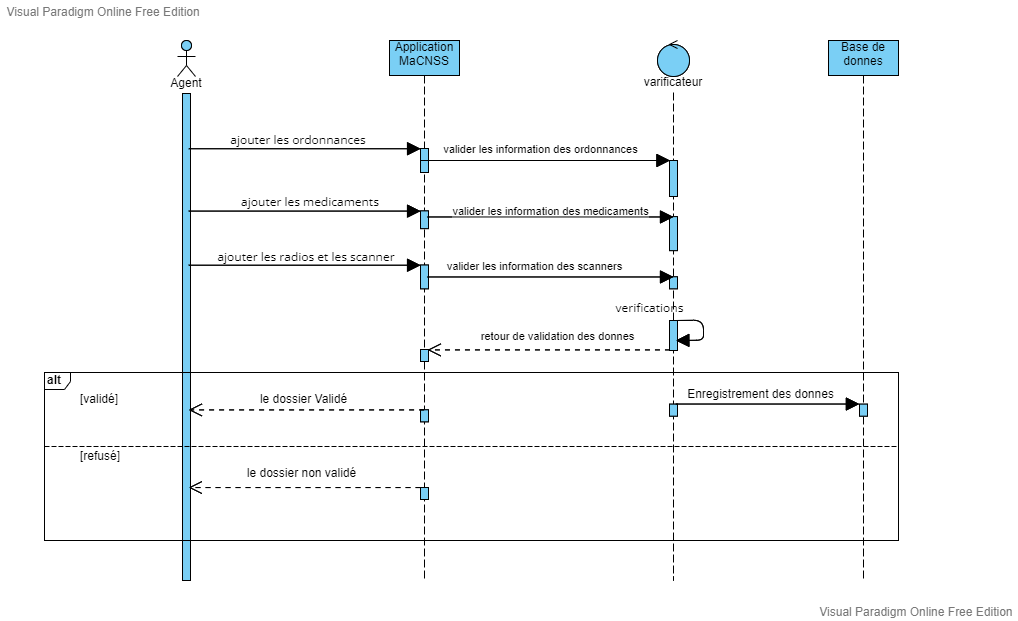 Visual Paradigm Online Free Edition
Agent
Application
MaCNSS
varificateur
Base de
donnes
ajouter les ordonnances
valider les information des ordonnances
ajouter les medicaments
valider les information des medicaments
ajouter les radios et les scanner
valider les information des scanners
verifications
retour de validation des donnes
alt
[validé]
le dossier Validé
Enregistrement des donnes
[refusé]
le dossier non validé
Visual Paradigm Online Free Edition